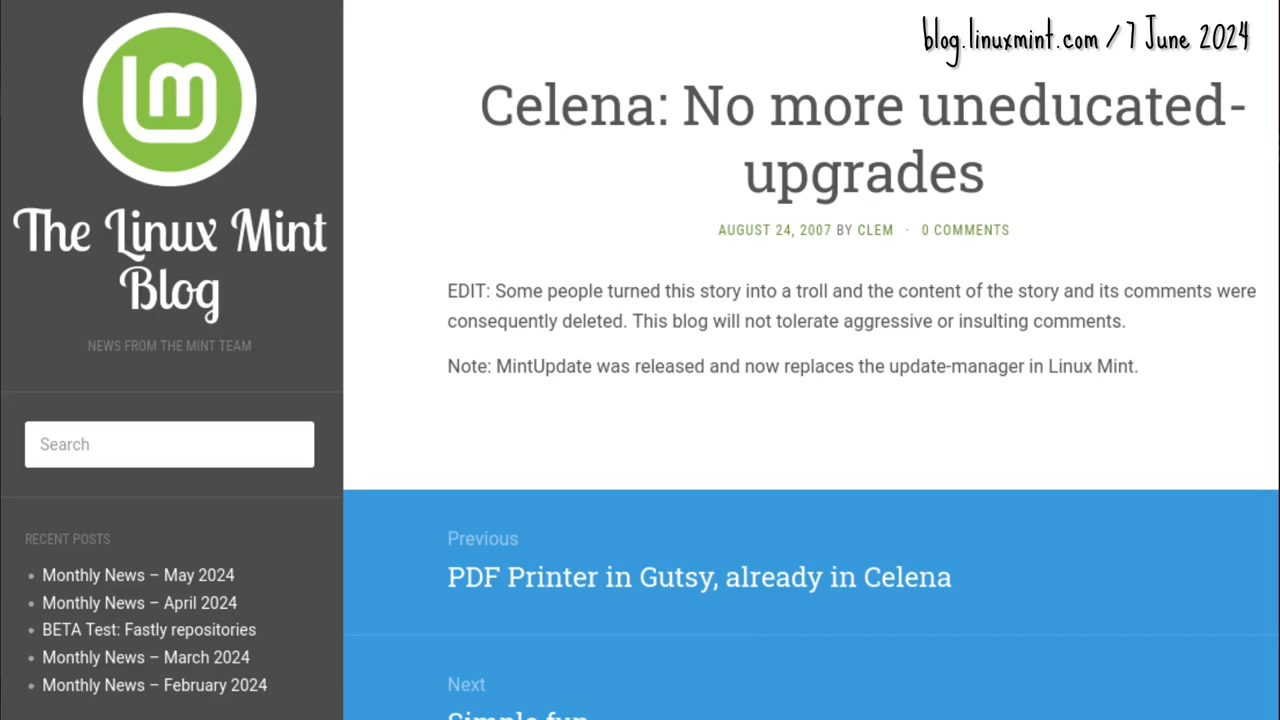 blog.linuxmint.com / 7 June 2024
lm
The Linux Mint
Blog
NEWS FROM THE MINT TEAM
Search
RECENT POSTS
Monthly News – May 2024
Monthly News – April 2024
BETA Test: Fastly repositories
Monthly News – March 2024
Monthly News – February 2024
Celena: No more uneducated-
upgrades
AUGUST 24, 2007 BY CLEM · 0 COMMENTS
EDIT: Some people turned this story into a troll and the content of the story and its comments were
consequently deleted. This blog will not tolerate aggressive or insulting comments.
Note: MintUpdate was released and now replaces the update-manager in Linux Mint.
Previous
PDF Printer in Gutsy, already in Celena
Next
Simple fun